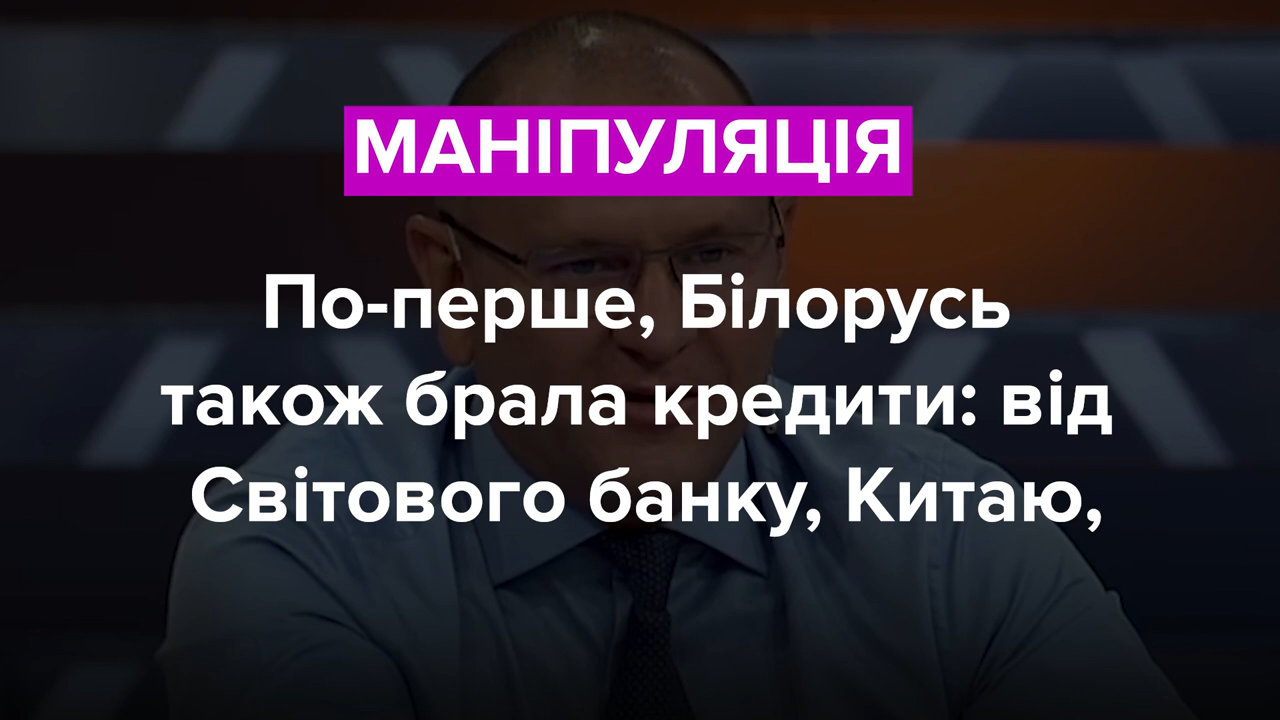 МАНІПУЛЯЦІЯ
По-перше, Білорусь
також брала кредити: від
Світового банку, Китаю,